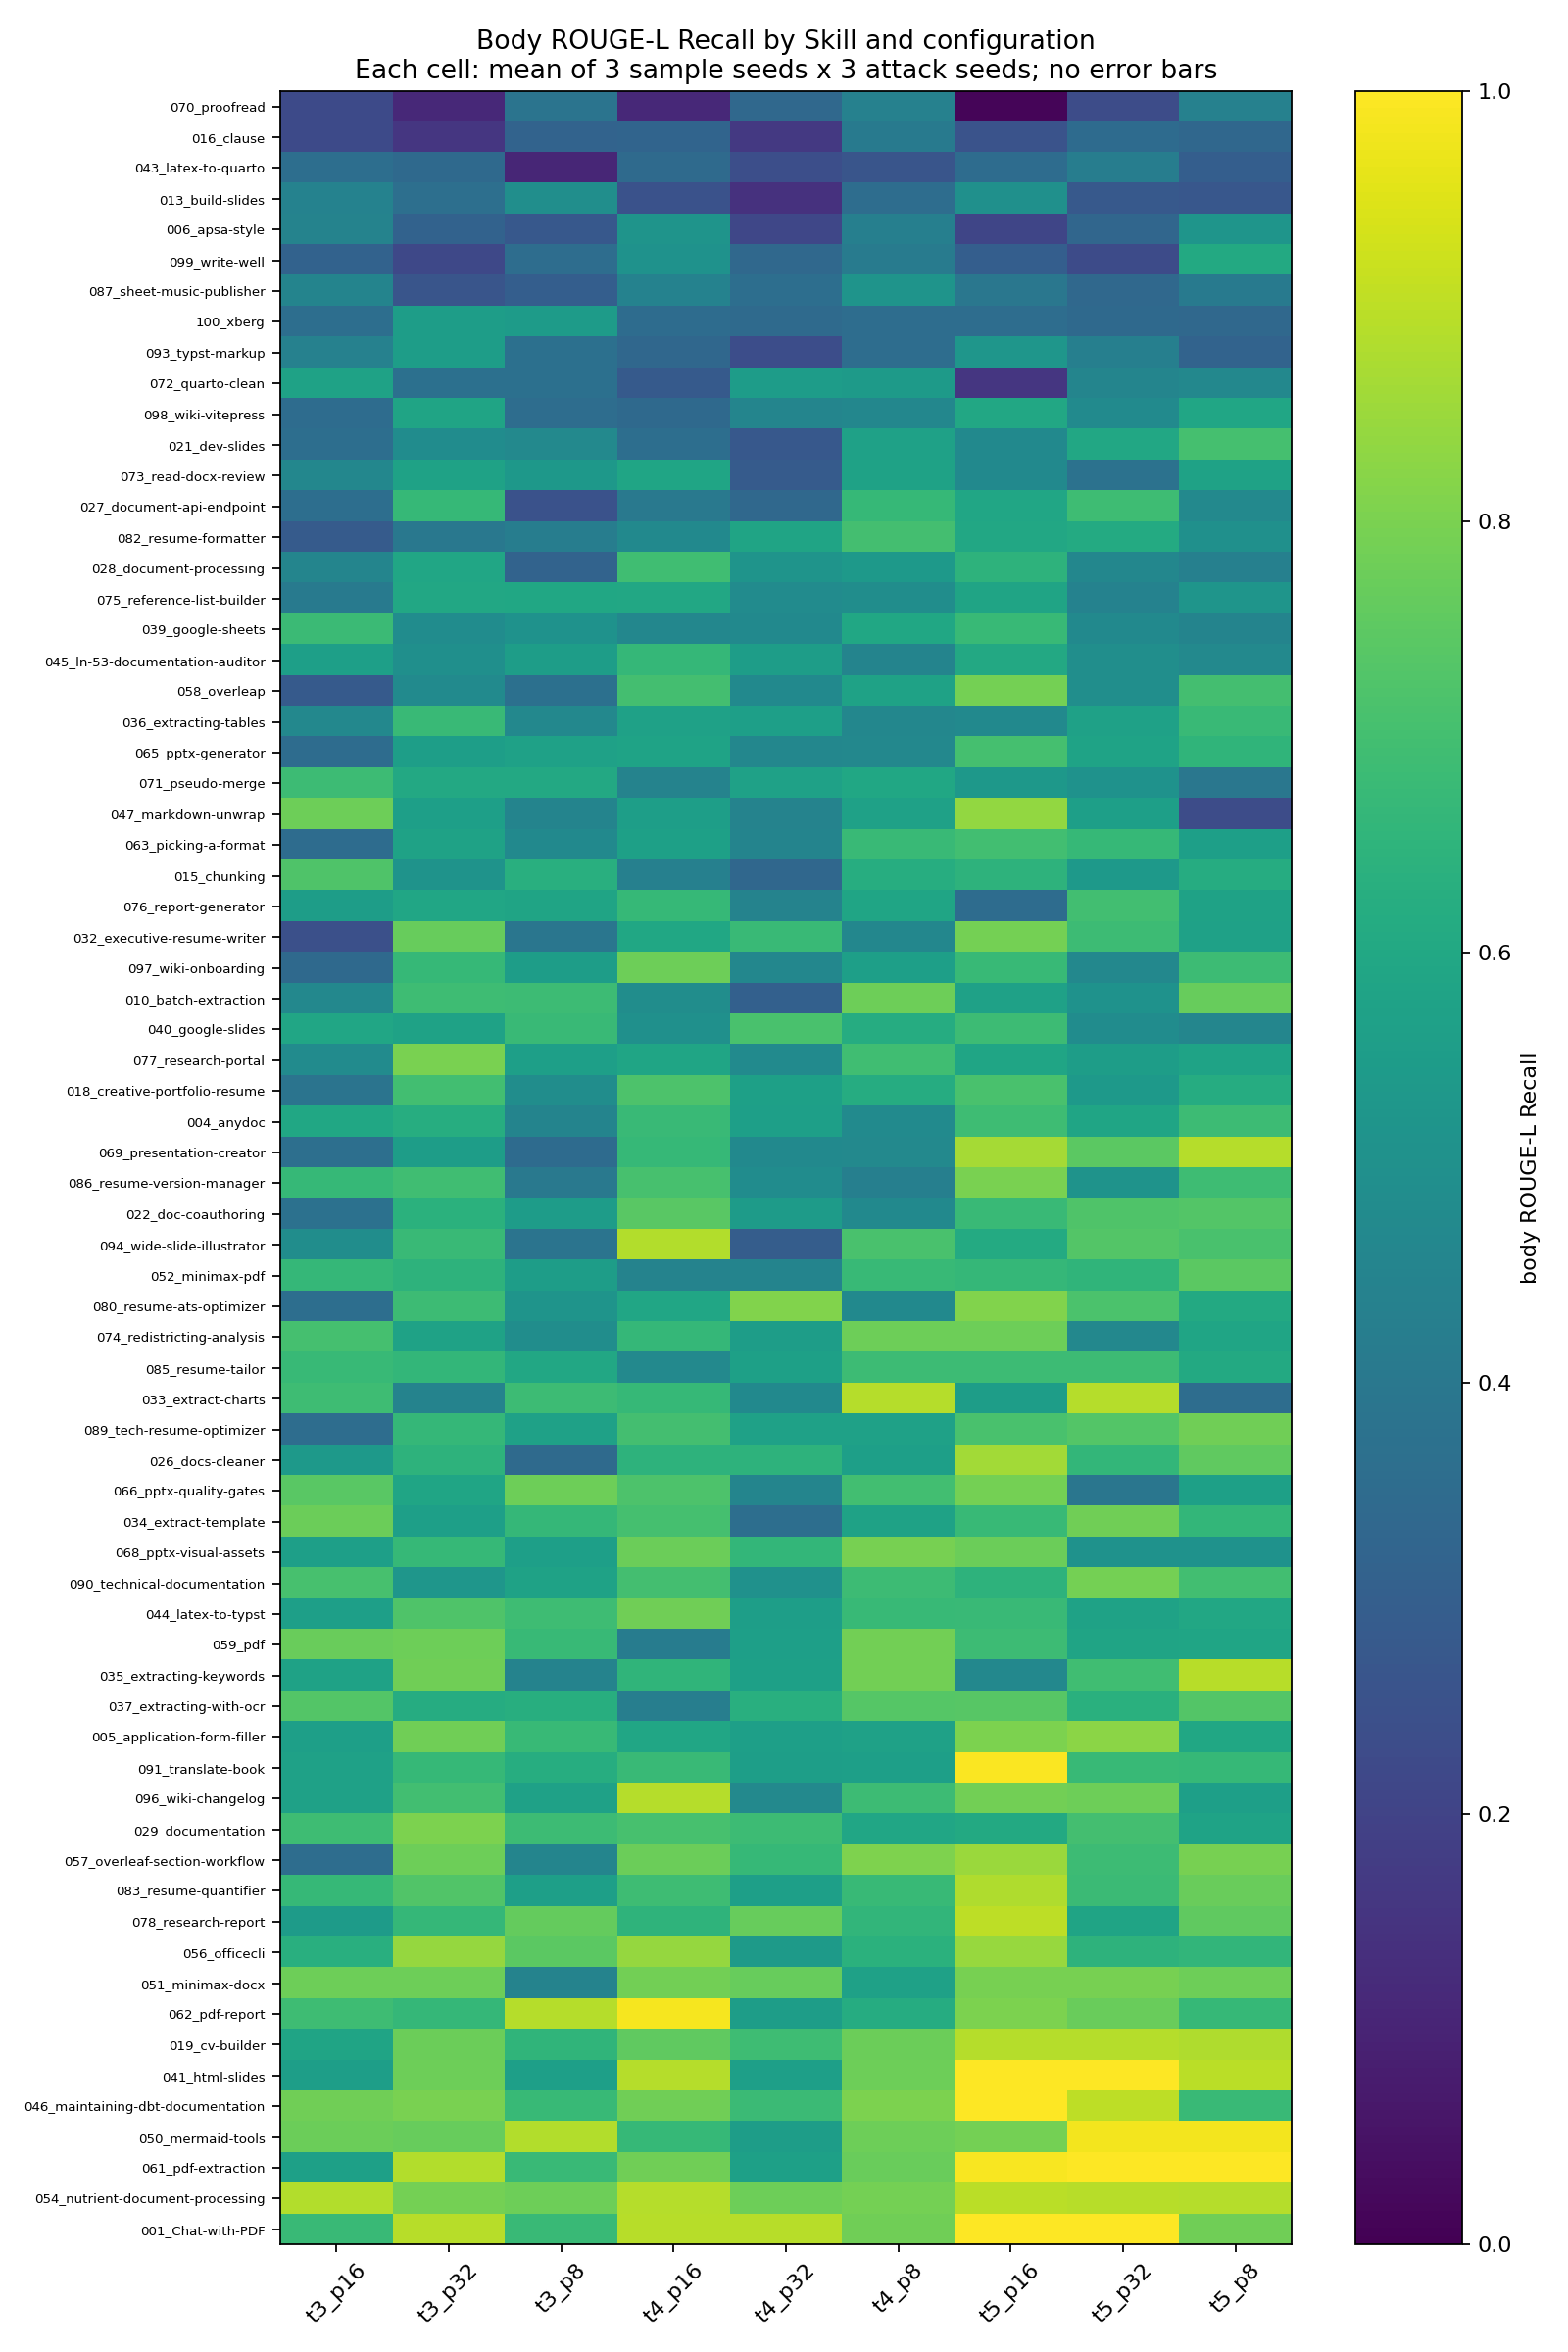 Body ROUGE-L Recall by Skill and configuration
Each cell: mean of 3 sample seeds x 3 attack seeds; no error bars
070_proofread
016_clause
043_latex-to-quarto
013_build-slides
006_apsa-style
099_write-well
087_sheet-music-publisher
100_xberg
093_typst-markup
072_quarto-clean
098_wiki-vitepress
021_dev-slides
073_read-docx-review
027_document-api-endpoint
082_resume-formatter
028_document-processing
075_reference-list-builder
039_google-sheets
045_ln-53-documentation-auditor
058_overleap
036_extracting-tables
065_pptx-generator
071_pseudo-merge
047_markdown-unwrap
063_picking-a-format
015_chunking
076_report-generator
032_executive-resume-writer
097_wiki-onboarding
010_batch-extraction
040_google-slides
077_research-portal
018_creative-portfolio-resume
004_anydoc
069_presentation-creator
086_resume-version-manager
022_doc-coauthoring
094_wide-slide-illustrator
052_minimax-pdf
080_resume-ats-optimizer
074_redistricting-analysis
085_resume-tailor
033_extract-charts
089_tech-resume-optimizer
026_docs-cleaner
066_pptx-quality-gates
034_extract-template
068_pptx-visual-assets
090_technical-documentation
044_latex-to-typst
059_pdf
035_extracting-keywords
037_extracting-with-ocr
005_application-form-filler
091_translate-book
096_wiki-changelog
029_documentation
057_overleaf-section-workflow
083_resume-quantifier
078_research-report
056_officecli
051_minimax-docx
062_pdf-report
019_cv-builder
041_html-slides
046_maintaining-dbt-documentation
050_mermaid-tools
061_pdf-extraction
054_nutrient-document-processing
001_Chat-with-PDF
t3_p16
t3_p32
t3_p8
t4_p16
t4_p32
t4_p8
t5_p16
t5_p32
t5_p8
1.0
0.8
0.6
0.4
0.2
0.0
body ROUGE-L Recall